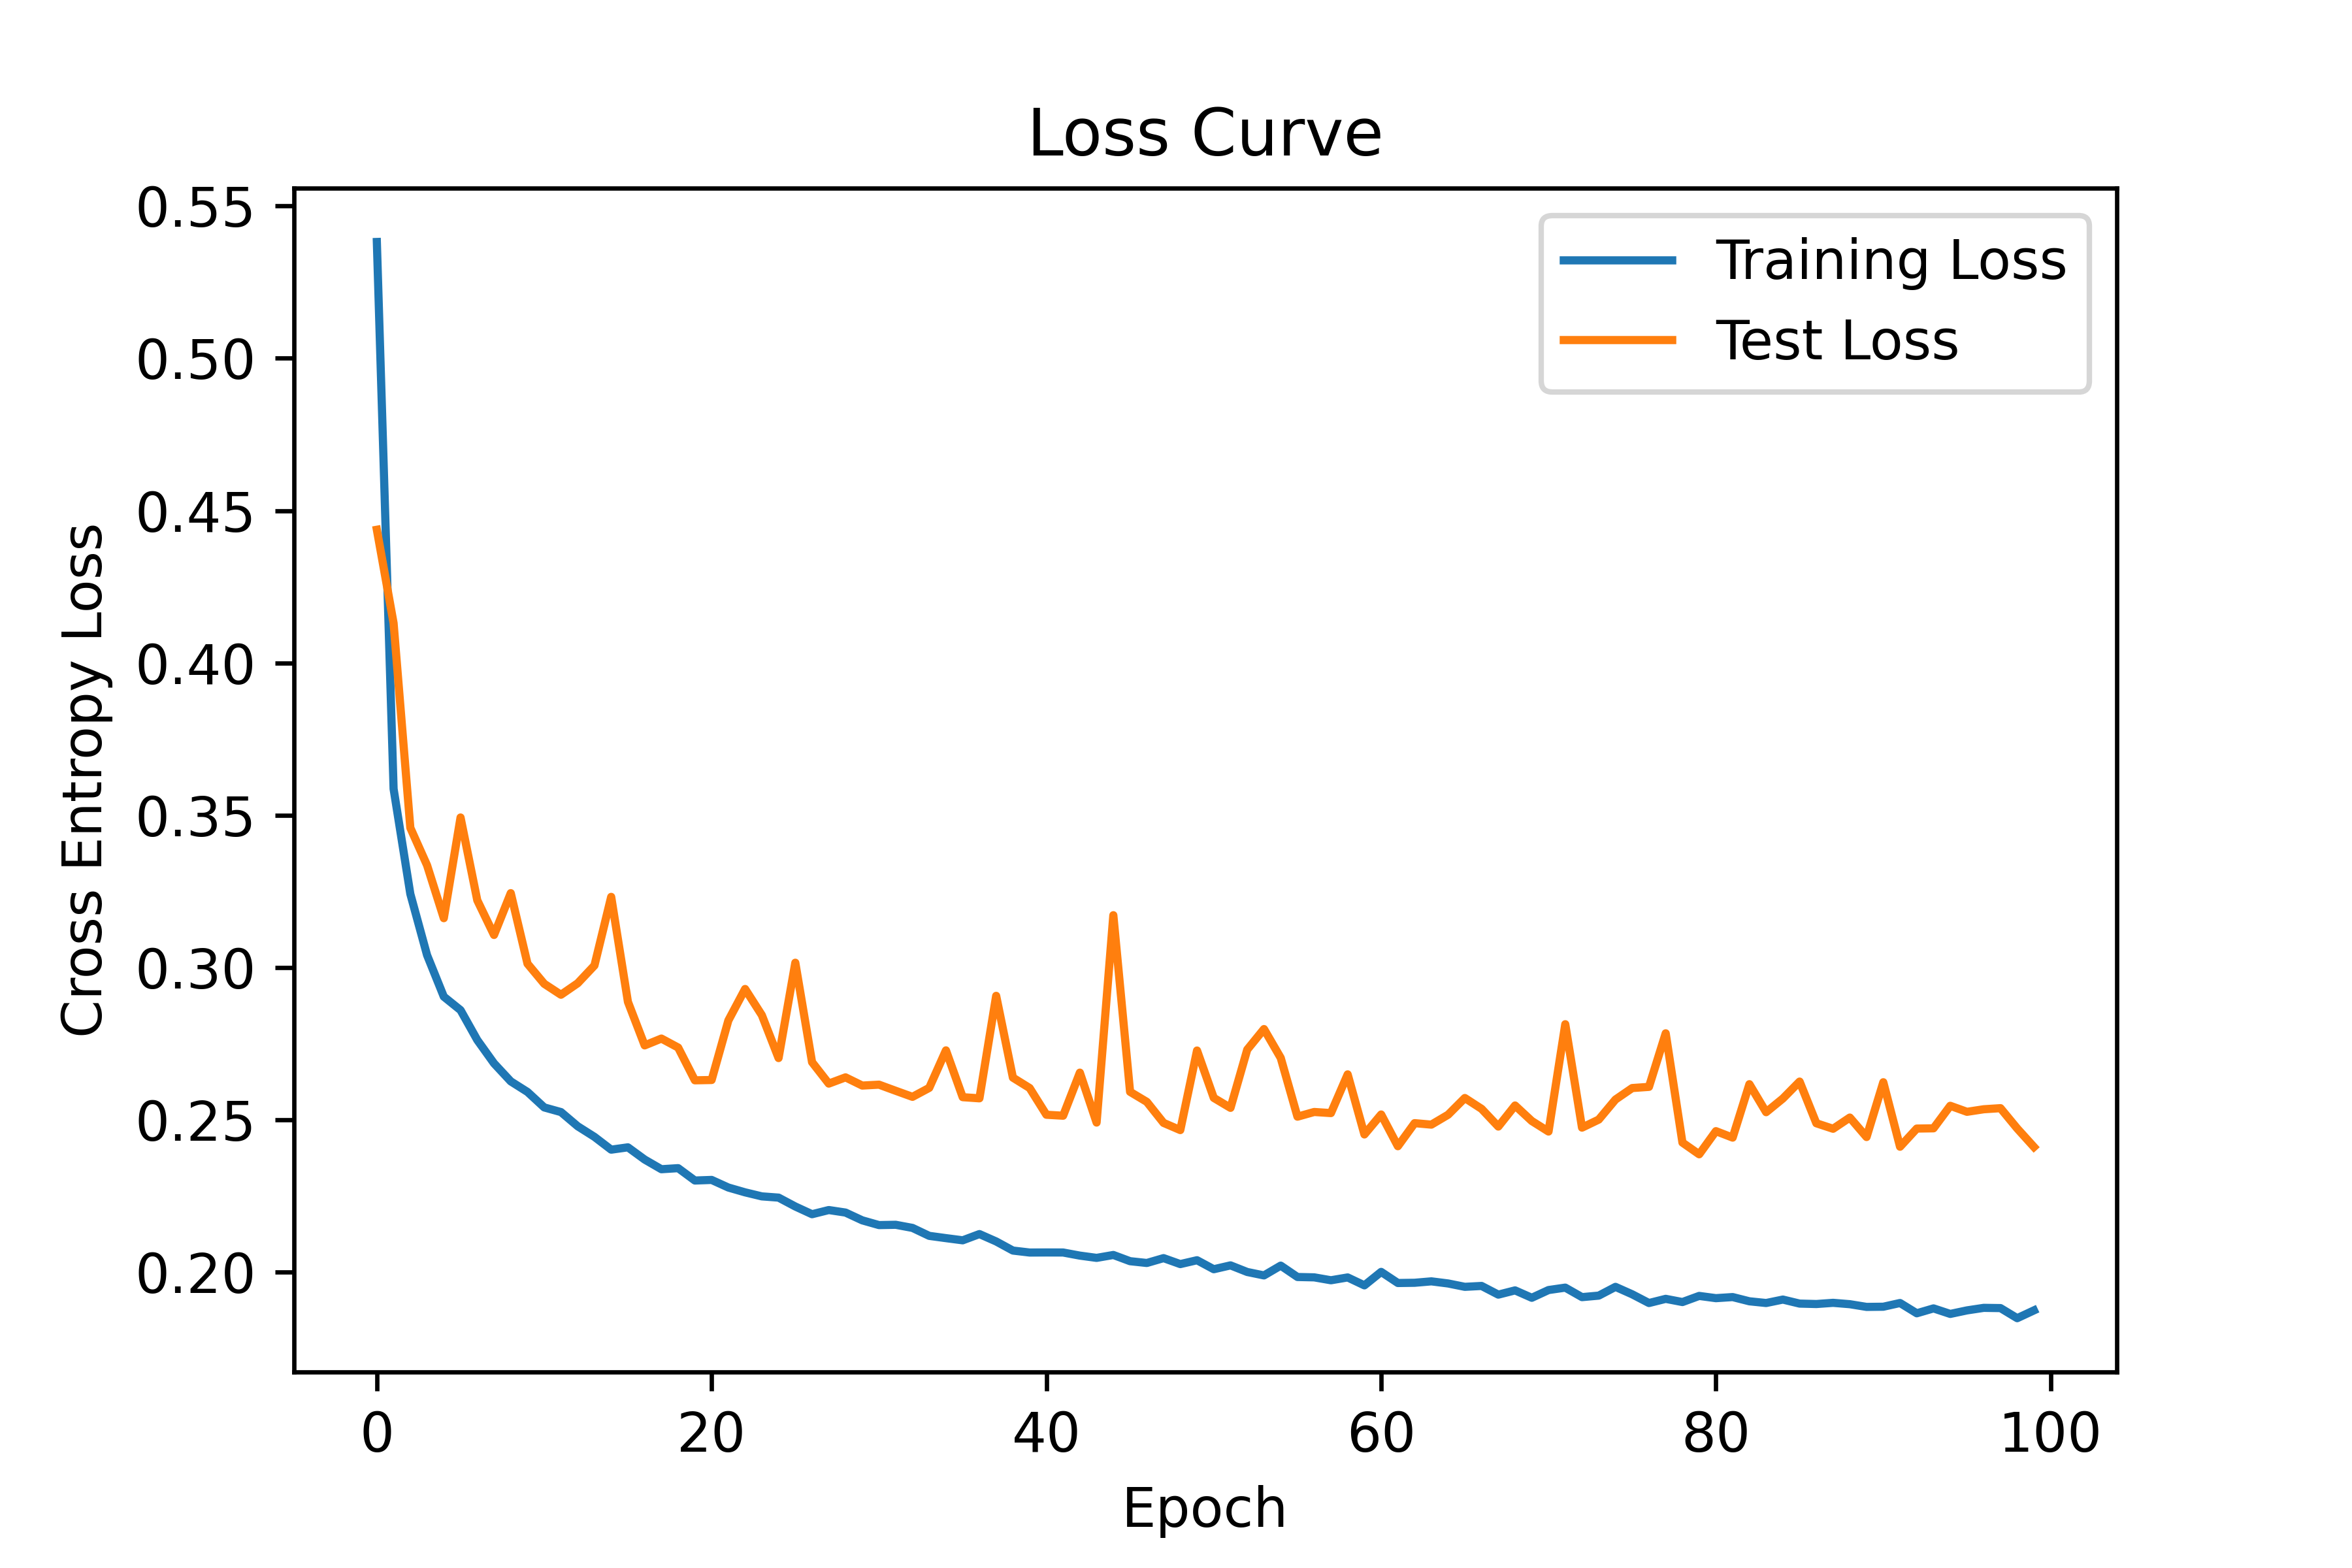 Loss Curve
Training Loss
Test Loss
Cross Entropy Loss
0.55
0.50
0.45
0.40
0.35
0.30
0.25
0.20
0 20 40 60 80 100
Epoch